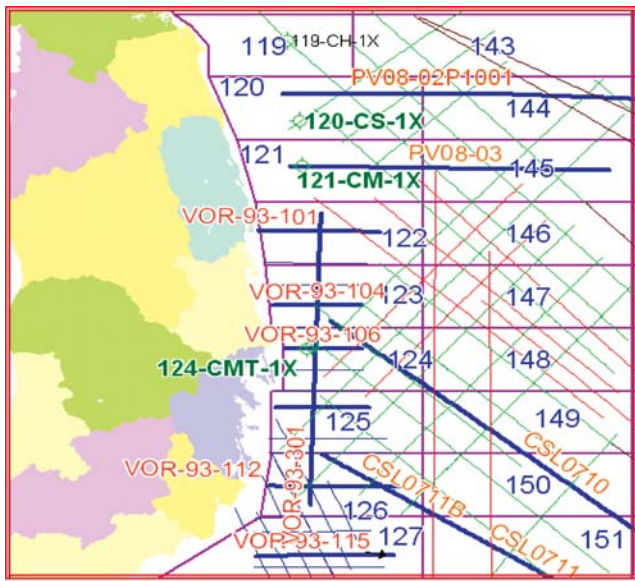 119
119-CH-1X
143
120
PV08-02P1001
144
120-CS-1X
121
PV08-03
145
121-CM-1X
VOR-93-101
122
146
VOR-93-104
123
147
VOR-93-106
124-CMT-1X
124
148
125
149
VOR-93-112
VOR-93-301
CSL0711B
CSL0710
150
126
VOR-93-115
127
CSL0711
151